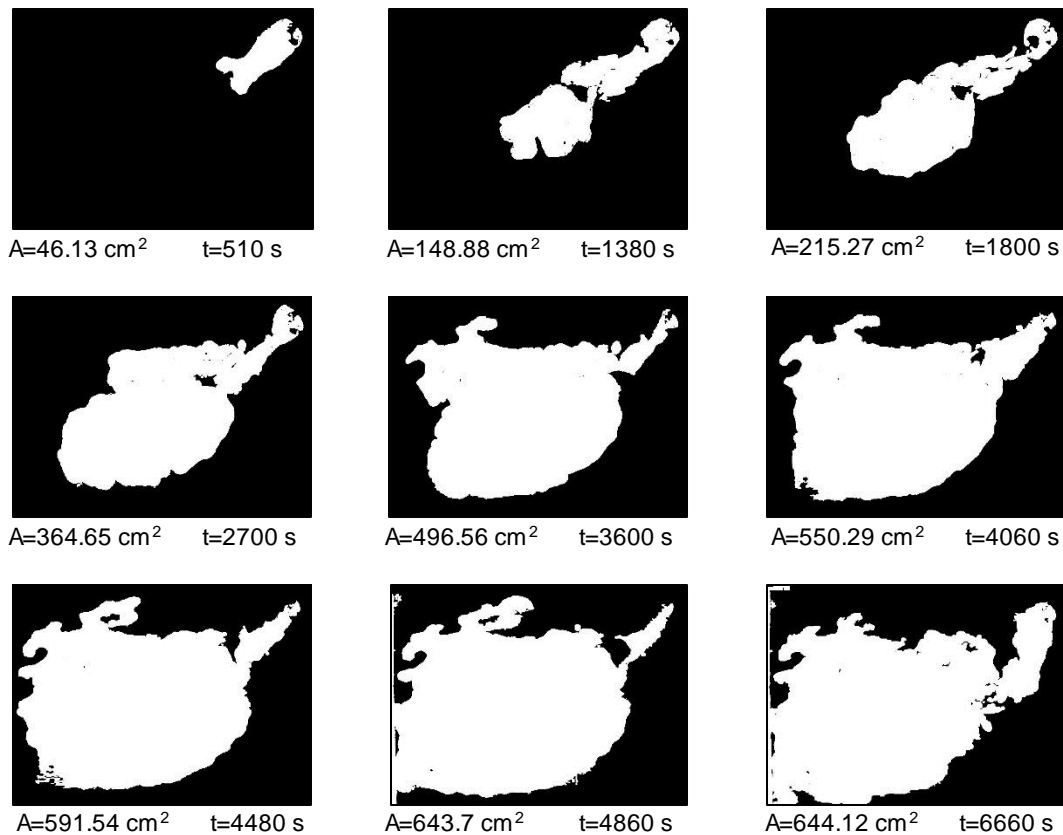 A=46.13 cm² t=510 s
A=148.88 cm² t=1380 s
A=215.27 cm² t=1800 s
A=364.65 cm² t=2700 s
A=496.56 cm² t=3600 s
A=550.29 cm² t=4060 s
A=591.54 cm² t=4480 s
A=643.7 cm² t=4860 s
A=644.12 cm² t=6660 s